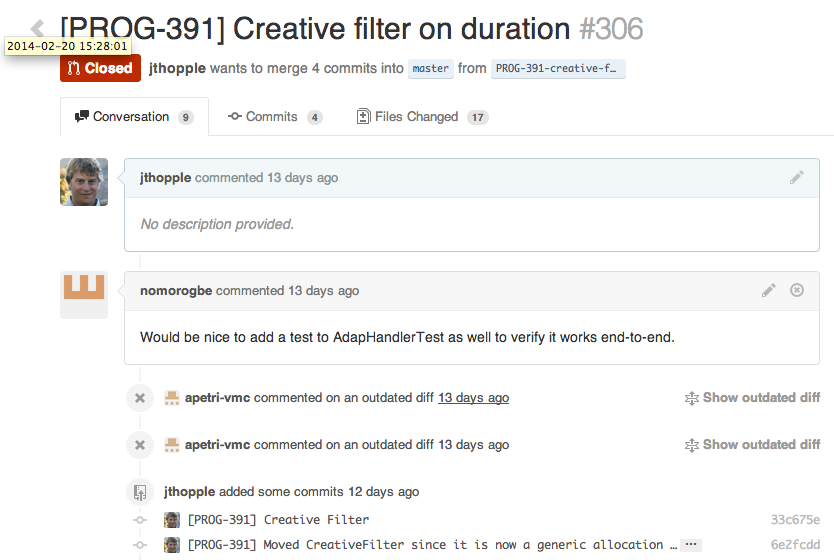 [PROG-391] Creative filter on duration #306
2014-02-20 15:28:01
Closed jthopple wants to merge 4 commits into master from PROG-391-creative-f…
Conversation 9 Commits 4 Files Changed 17
jthopple commented 13 days ago
No description provided.
nomorogbe commented 13 days ago
Would be nice to add a test to AdapHandlerTest as well to verify it works end-to-end.
apetri-vmc commented on an outdated diff 13 days ago Show outdated diff
apetri-vmc commented on an outdated diff 13 days ago Show outdated diff
jthopple added some commits 12 days ago
[PROG-391] Creative Filter 33c675e
[PROG-391] Moved CreativeFilter since it is now a generic allocation … ... 6e2fcdd